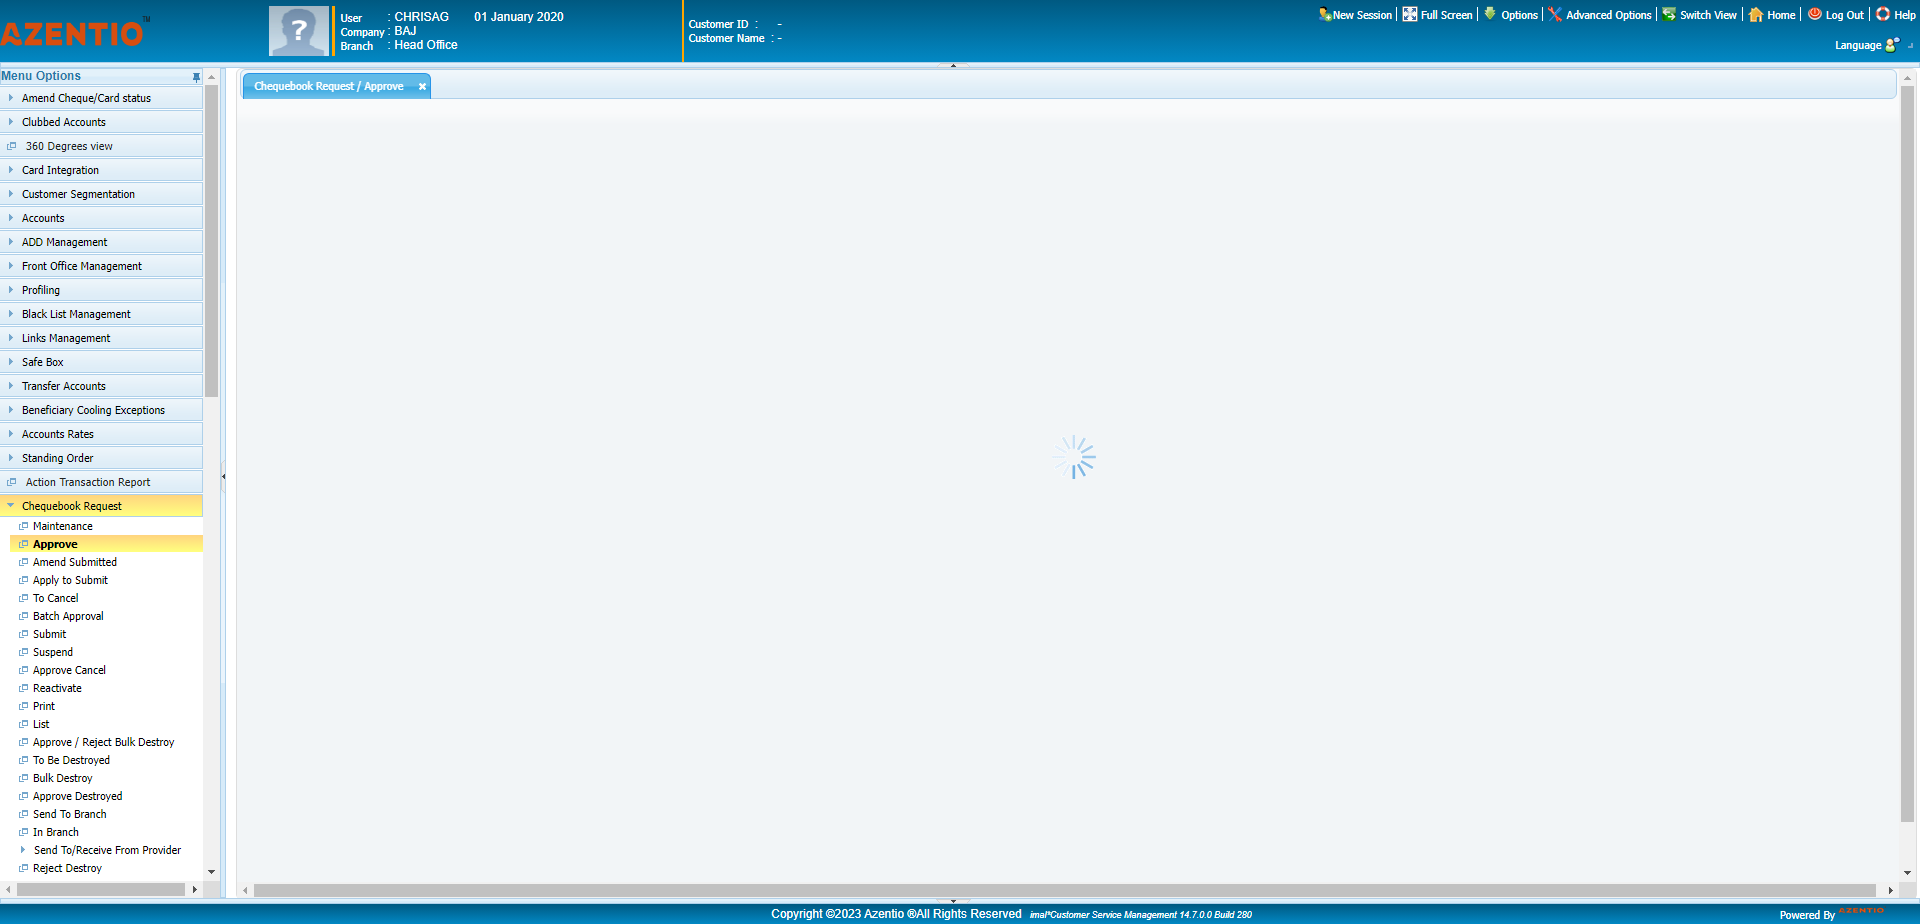 AZENTIO™
?
User : CHRISAG 01 January 2020
Company : BAJ
Branch : Head Office
Customer ID : -
Customer Name : -
New Session Full Screen Options Advanced Options Switch View Home Log Out Help
Language
Menu Options
Amend Cheque/Card status
Clubbed Accounts
360 Degrees view
Card Integration
Customer Segmentation
Accounts
ADD Management
Front Office Management
Profiling
Black List Management
Links Management
Safe Box
Transfer Accounts
Beneficiary Cooling Exceptions
Accounts Rates
Standing Order
Action Transaction Report
Chequebook Request
Maintenance
Approve
Amend Submitted
Apply to Submit
To Cancel
Batch Approval
Submit
Suspend
Approve Cancel
Reactivate
Print
List
Approve / Reject Bulk Destroy
To Be Destroyed
Bulk Destroy
Approve Destroyed
Send To Branch
In Branch
Send To/Receive From Provider
Reject Destroy
Chequebook Request / Approve
Copyright ©2023 Azentio ®All Rights Reserved imal®Customer Service Management 14.7.0.0 Build 280
Powered By AZENTIO